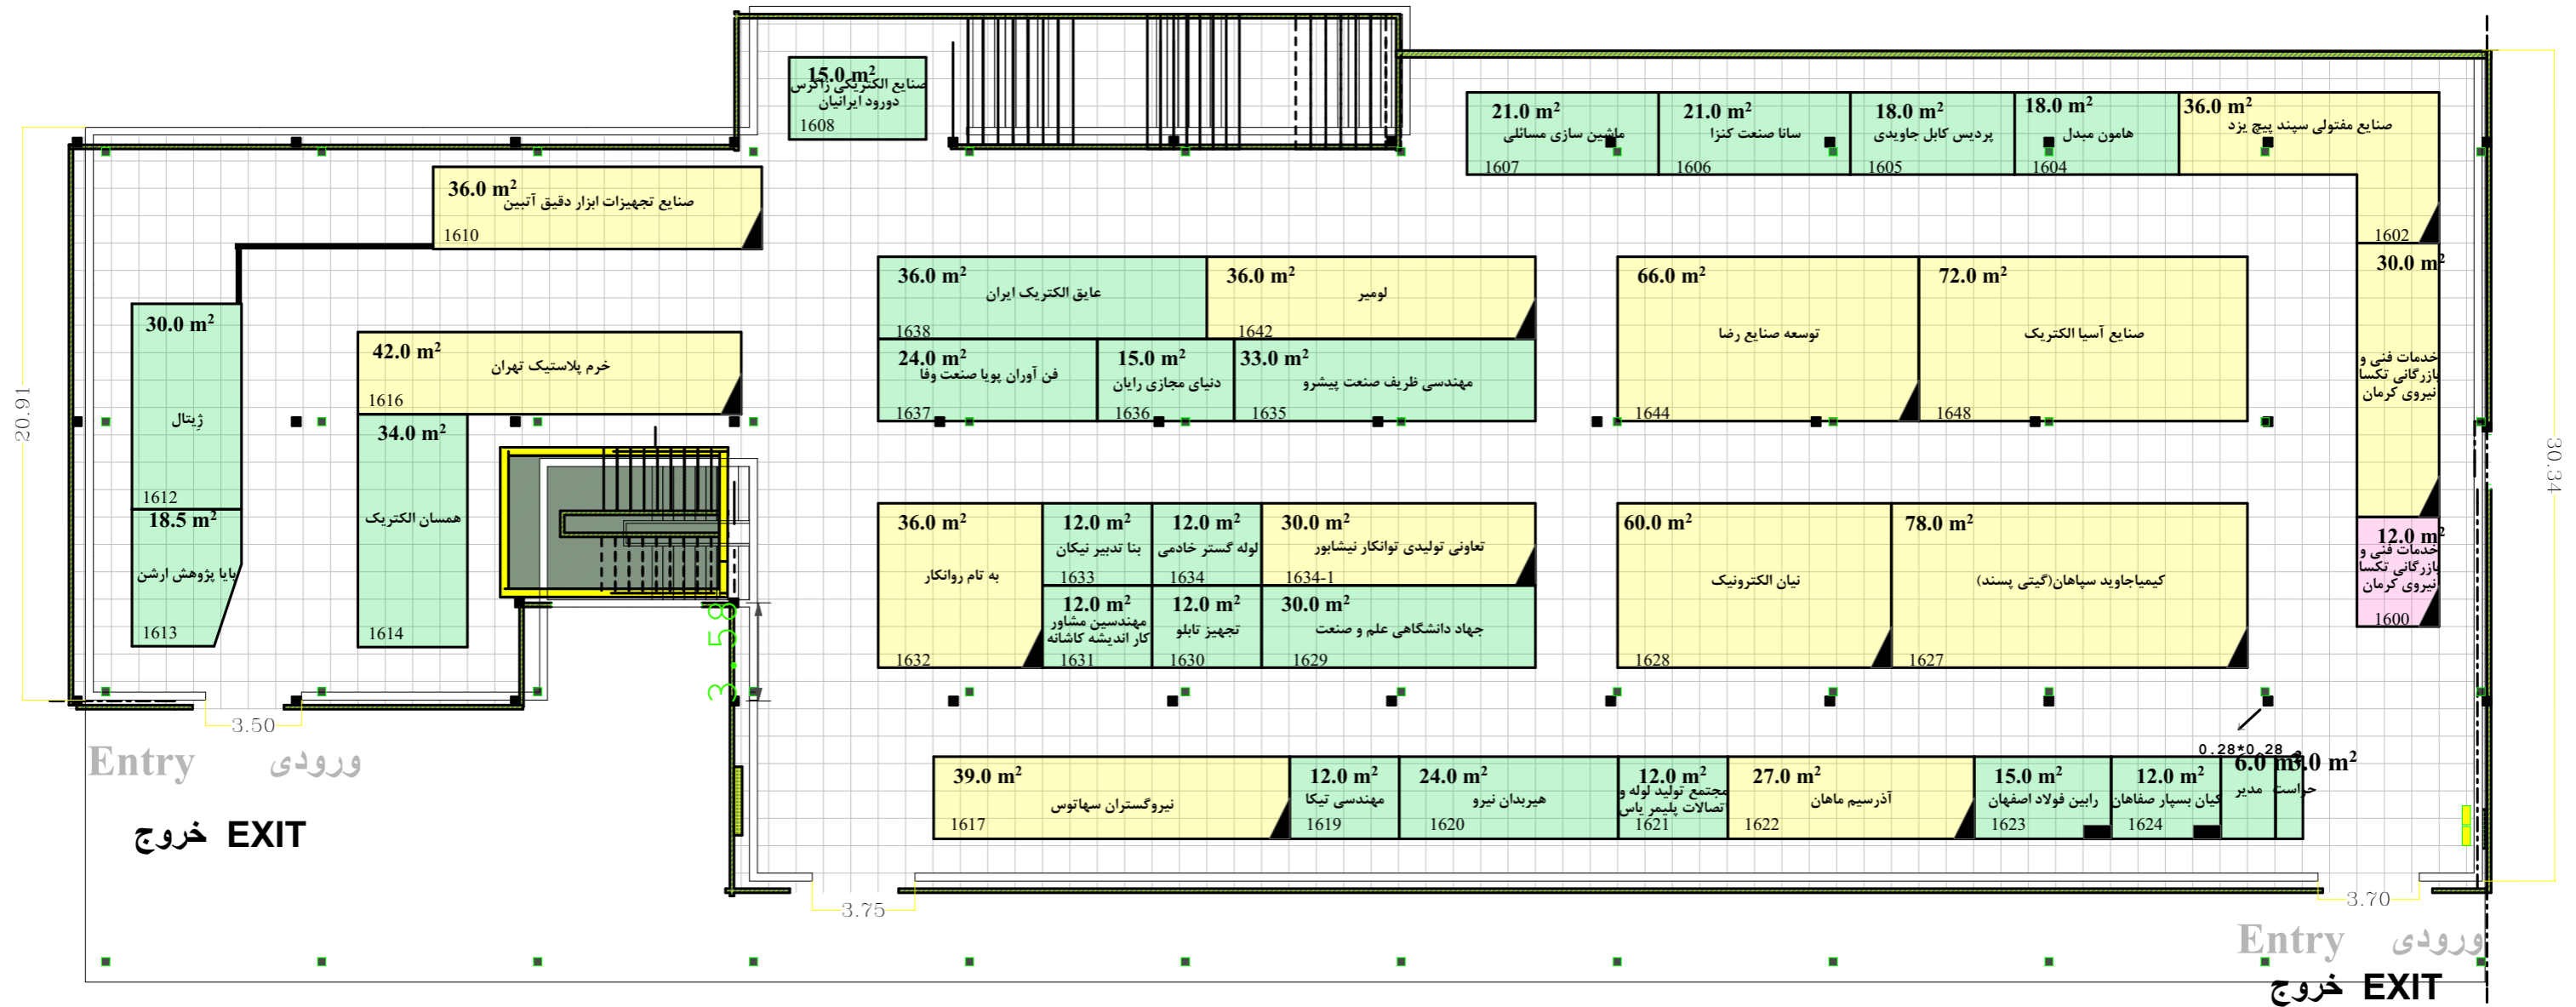 15.0 m²
صنایع الکتریکی زاگرس
دورود ایرانیان
1608
21.0 m²
ماشین سازی مسائلی
1607
21.0 m²
سانا صنعت کنزا
1606
18.0 m²
پردیس کابل جاویدی
1605
18.0 m²
هامون مبدل
1604
36.0 m²
صنایع مفتولی سپند پیچ یزد
1602
36.0 m²
صنایع تجهیزات ابزار دقیق آتبین
1610
30.0 m²
خدمات فنی و
بازرگانی تکسا
نیروی کرمان
36.0 m²
عایق الکتریک ایران
1638
36.0 m²
لومیر
1642
66.0 m²
توسعه صنایع رضا
1644
72.0 m²
صنایع آسیا الکتریک
1648
30.0 m²
ژیتال
1612
42.0 m²
خرم پلاستیک تهران
1616
24.0 m²
فن آوران پویا صنعت وفا
1637
15.0 m²
دنیای مجازی رایان
1636
33.0 m²
مهندسی ظریف صنعت پیشرو
1635
20.91
30.34
34.0 m²
همسان الکتریک
1614
18.5 m²
پایا پژوهش ارشن
1613
36.0 m²
به تام روانکار
1632
12.0 m²
بنا تدبیر نیکان
1633
12.0 m²
لوله گستر خادمی
1634
30.0 m²
تعاونی تولیدی توانکار نیشابور
1634-1
60.0 m²
نیان الکترونیک
1628
78.0 m²
کیمیاجاوید سپاهان(گیتی پسند)
1627
12.0 m²
خدمات فنی و
بازرگانی تکسا
نیروی کرمان
1600
12.0 m²
مهندسین مشاور
کار اندیشه کاشانه
1631
12.0 m²
تجهیز تابلو
1630
30.0 m²
جهاد دانشگاهی علم و صنعت
1629
3.58
3.50
Entry ورودی
EXIT خروج
0.28*0.28
39.0 m²
نیروگستران سهاتوس
1617
12.0 m²
مهندسی تیکا
1619
24.0 m²
هیربدان نیرو
1620
12.0 m²
مجتمع تولید لوله و
اتصالات پلیمر یاس
1621
27.0 m²
آذرسیم ماهان
1622
15.0 m²
رابین فولاد اصفهان
1623
12.0 m²
کیان بسپار صفاهان
1624
6.0 m²
مدیر
3.0 m²
حراست
3.75
3.70
Entry ورودی
EXIT خروج